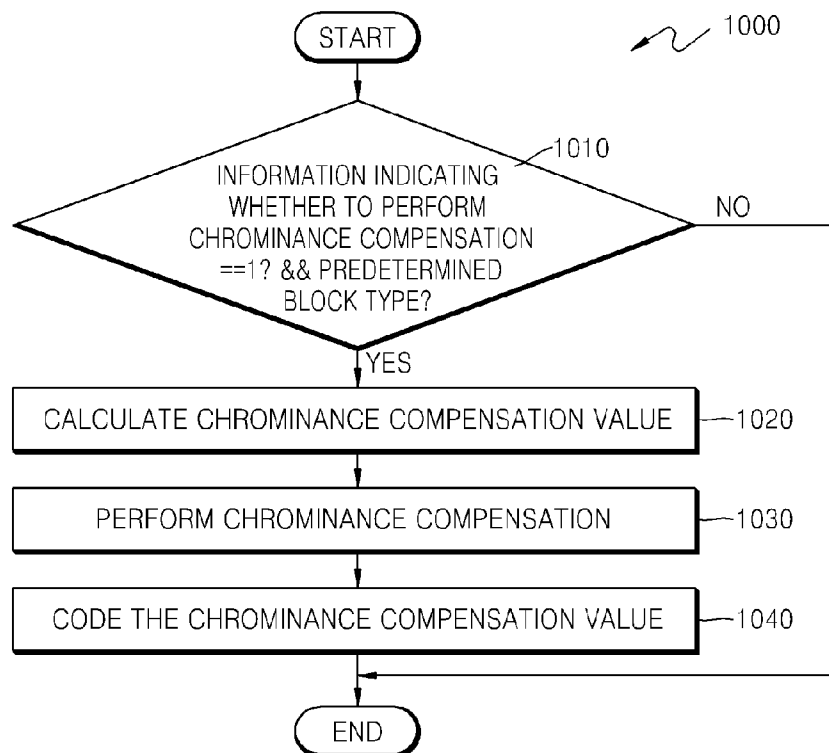 START
1000
1010
INFORMATION INDICATING
WHETHER TO PERFORM
CHROMINANCE COMPENSATION
==1? && PREDETERMINED
BLOCK TYPE?
NO
YES
CALCULATE CHROMINANCE COMPENSATION VALUE
1020
PERFORM CHROMINANCE COMPENSATION
1030
CODE THE CHROMINANCE COMPENSATION VALUE
1040
END